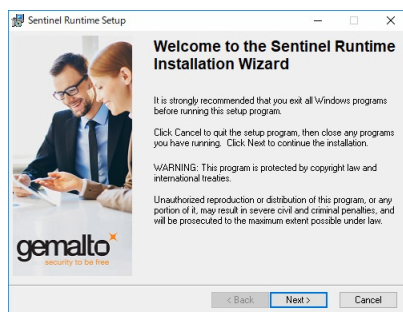 Sentinel Runtime Setup
Welcome to the Sentinel Runtime
Installation Wizard
It is strongly recommended that you exit all Windows programs
before running this setup program.
Click Cancel to quit the setup program, then close any programs
you have running. Click Next to continue the installation.
WARNING: This program is protected by copyright law and
international treaties.
Unauthorized reproduction or distribution of this program, or any
portion of it, may result in severe civil and criminal penalties, and
will be prosecuted to the maximum extent possible under law.
gemalto
security to be free
< Back
Next >
Cancel